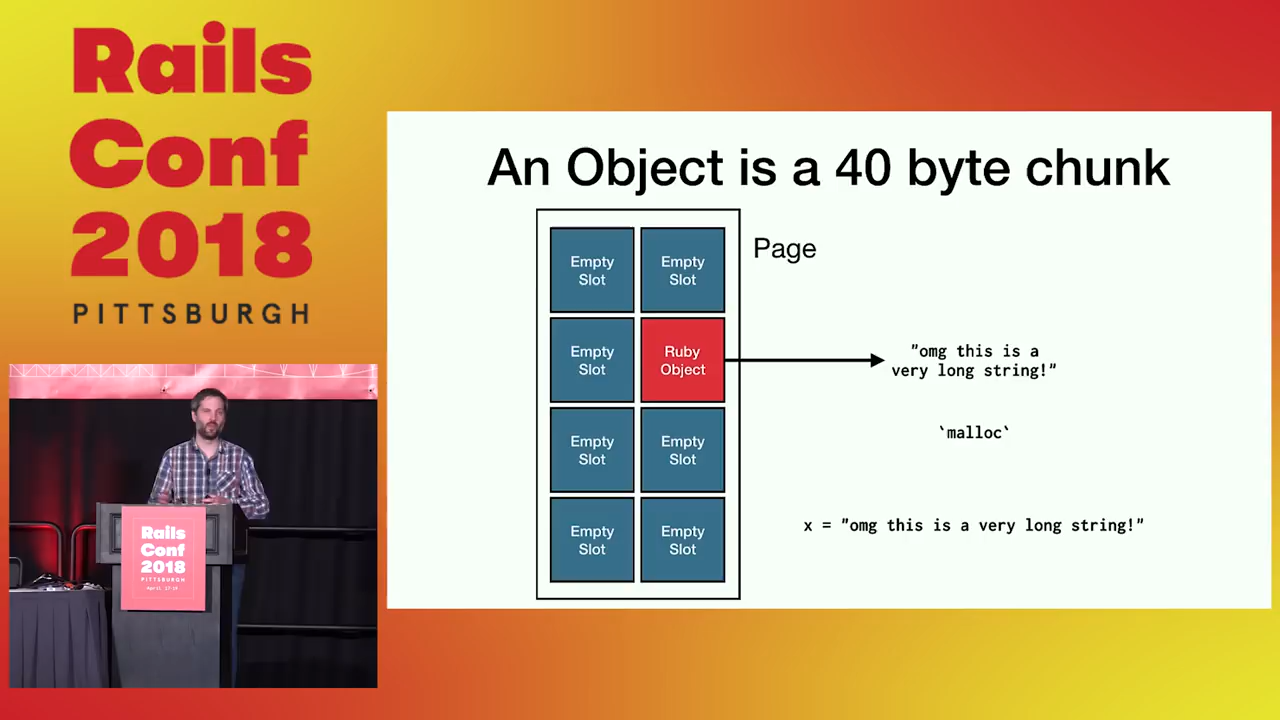 Rails
Conf
2018
PITTSBURGH
An Object is a 40 byte chunk
Page
Empty
Slot
Empty
Slot
Empty
Slot
Ruby
Object
"omg this is a
very long string!"
Empty
Slot
Empty
Slot
`malloc`
Empty
Slot
Empty
Slot
x = "omg this is a very long string!"
Rails
Conf
2018
PITTSBURGH